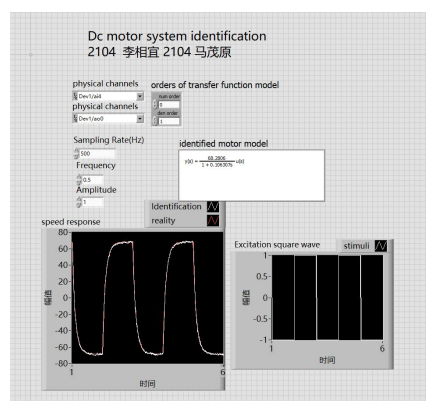 Dc motor system identification
2104 李相宜 2104 马茂原
physical channels
Dev1/ai4
physical channels
Dev1/ao0
orders of transfer function model
num order
0
den order
1
Sampling Rate(Hz)
500
Frequency
0.5
Amplitude
1
identified motor model
Identification
reality
speed response
80
60
40
20
0
-20
-40
-60
-80
幅值
1
6
时间
Excitation square wave
stimuli
1
0.5
0
-0.5
-1
幅值
1
6
时间